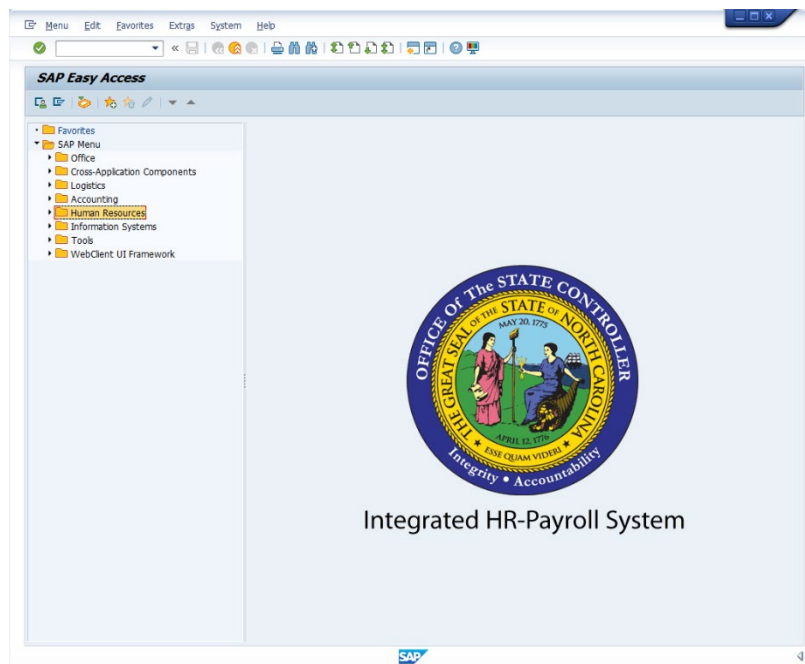 Menu Edit Favorites Extras System Help
SAP Easy Access
Favorites
SAP Menu
Office
Cross-Application Components
Logistics
Accounting
Human Resources
Information Systems
Tools
WebClient UI Framework
OFFICE Of The STATE CONTROLLER
THE GREAT SEAL OF THE STATE OF NORTH CAROLINA
MAY 20, 1775
APRIL 12, 1776
ESSE QUAM VIDERI
Integrity • Accountability
Integrated HR-Payroll System
SAP